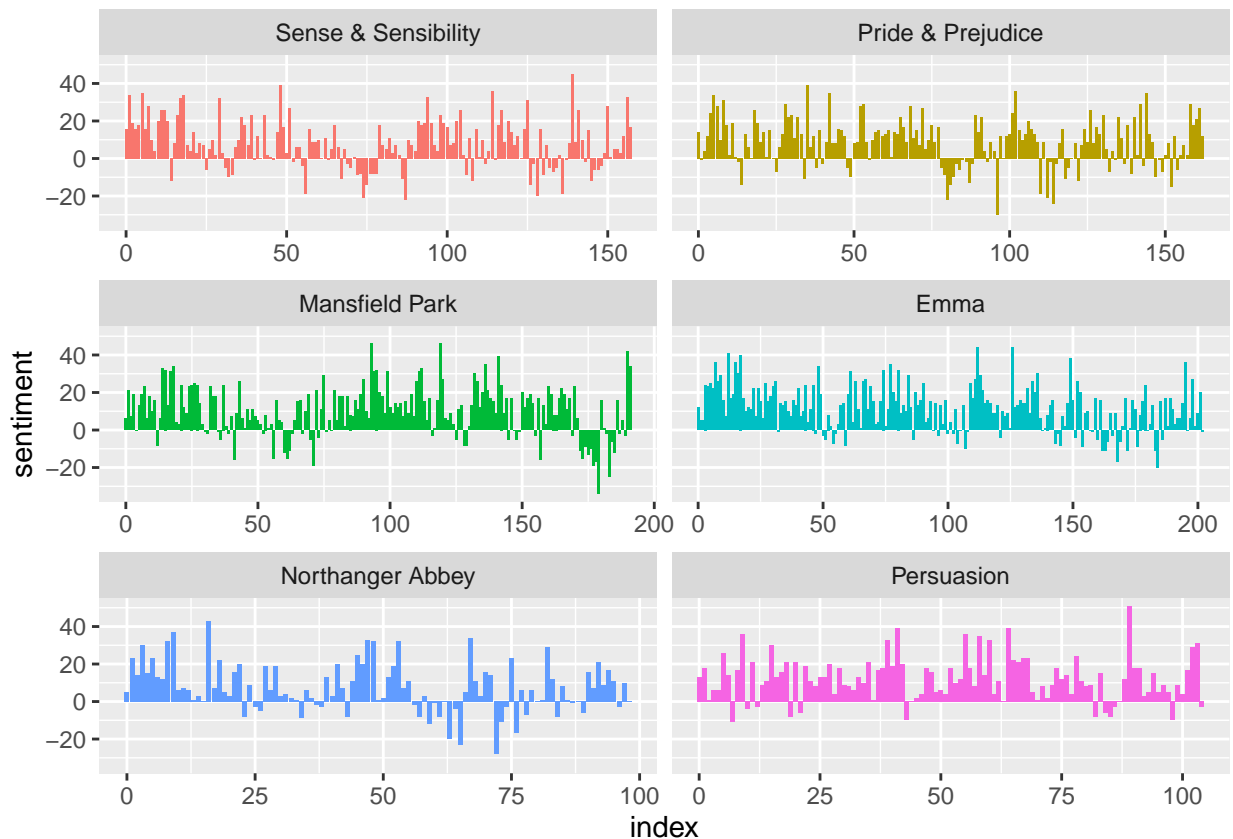 Sense & Sensibility
Pride & Prejudice
40
20
0
−20
0 50 100 150
0 50 100 150
Mansfield Park
Emma
40
20
0
−20
0 50 100 150 200
0 50 100 150 200
Northanger Abbey
Persuasion
40
20
0
−20
0 25 50 75 100
0 25 50 75 100
sentiment
index